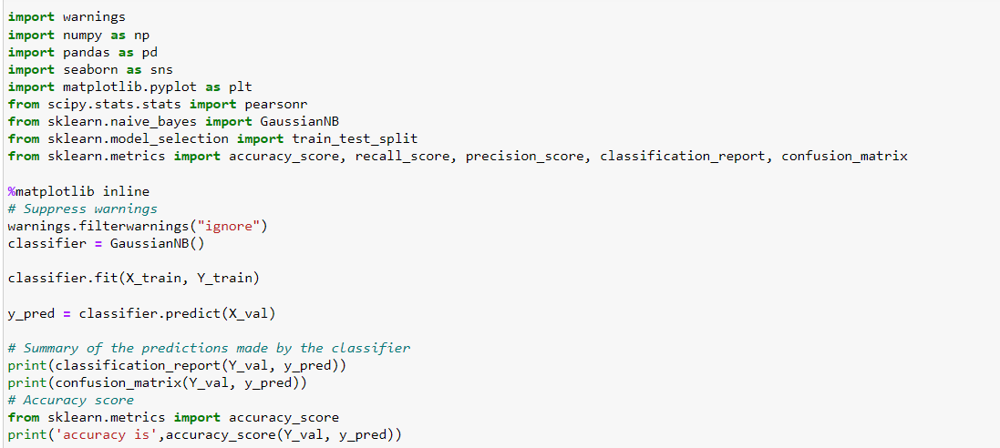 import warnings
import numpy as np
import pandas as pd
import seaborn as sns
import matplotlib.pyplot as plt
from scipy.stats.stats import pearsonr
from sklearn.naive_bayes import GaussianNB
from sklearn.model_selection import train_test_split
from sklearn.metrics import accuracy_score, recall_score, precision_score, classification_report, confusion_matrix
%matplotlib inline
# Suppress warnings
warnings.filterwarnings("ignore")
classifier = GaussianNB()
classifier.fit(X_train, Y_train)
y_pred = classifier.predict(X_val)
# Summary of the predictions made by the classifier
print(classification_report(Y_val, y_pred))
print(confusion_matrix(Y_val, y_pred))
# Accuracy score
from sklearn.metrics import accuracy_score
print('accuracy is',accuracy_score(Y_val, y_pred))